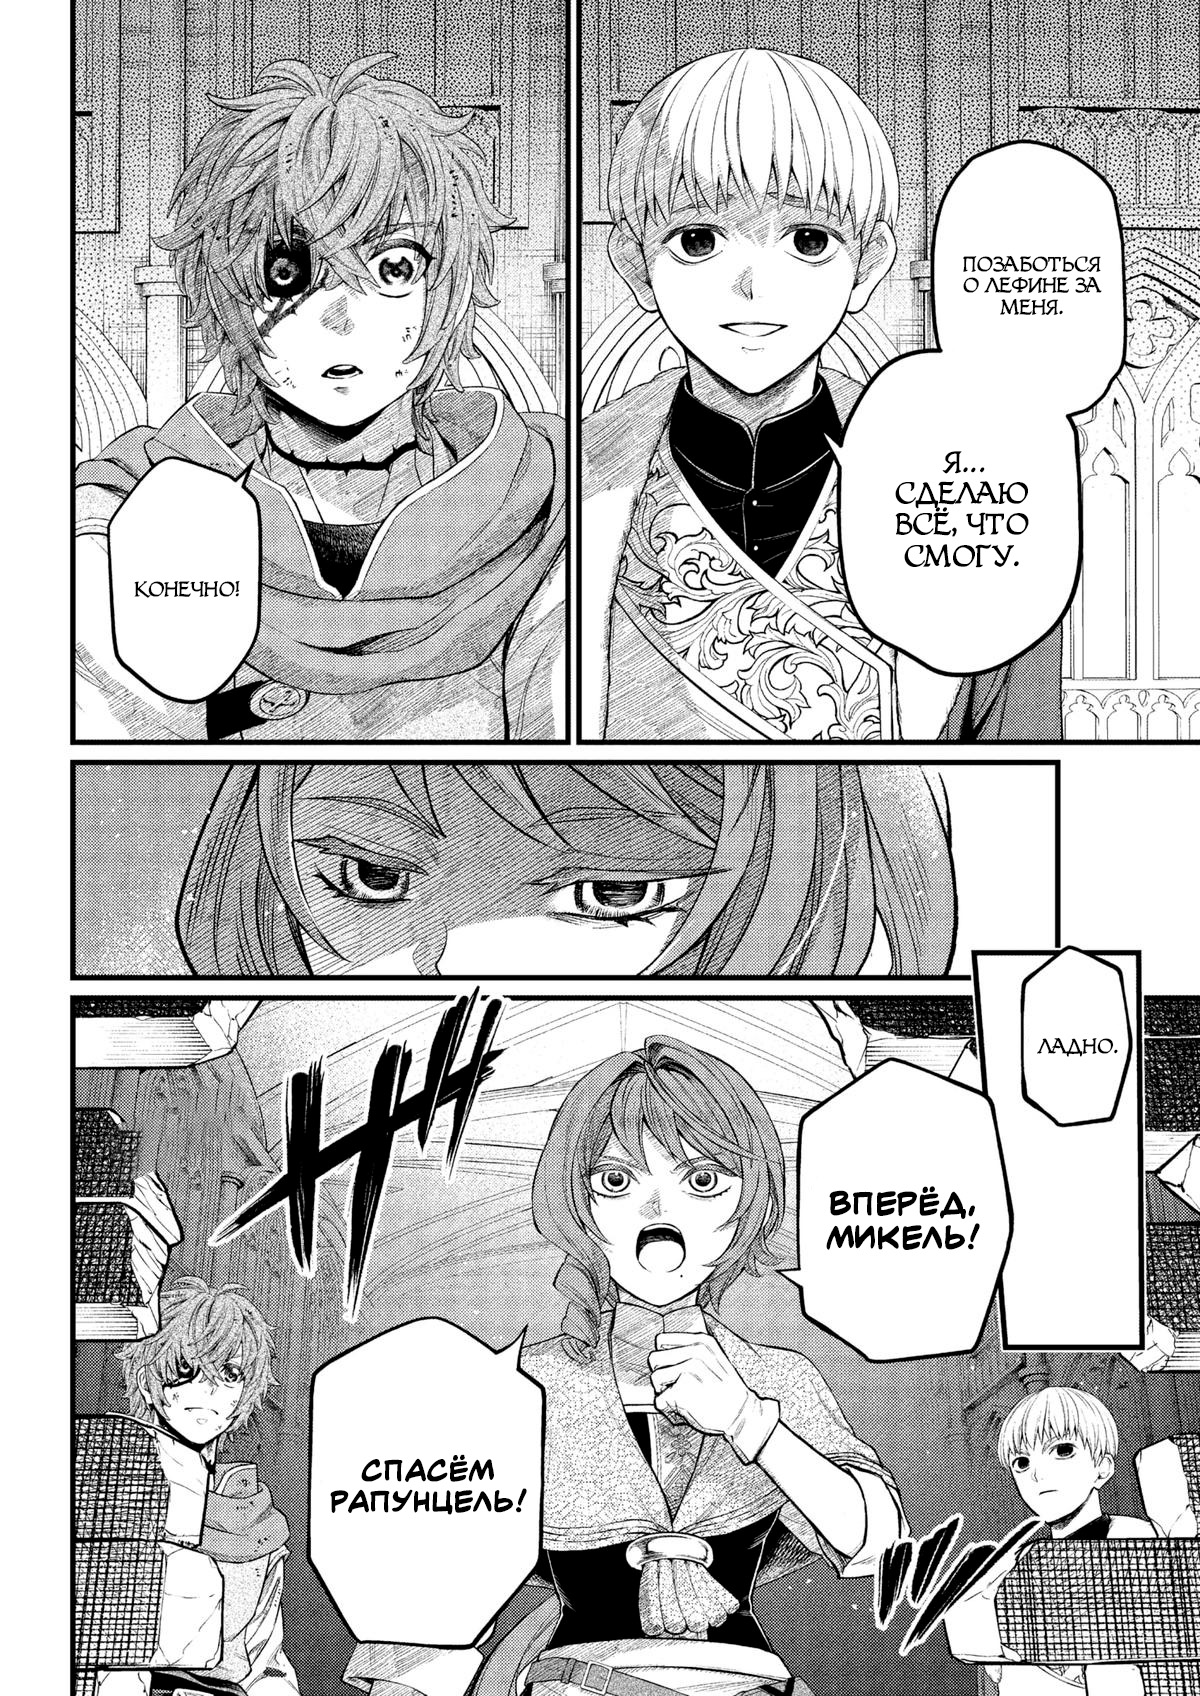 ПОЗАБОТЬСЯ
О ЛЕФИНЕ ЗА
МЕНЯ.
Я...
СДЕЛАЮ
ВСЁ, ЧТО
СМОГУ.
КОНЕЧНО!
ЛАДНО.
ВПЕРЁД,
МИКЕЛЬ!
СПАСЁМ
РАПУНЦЕЛЬ!